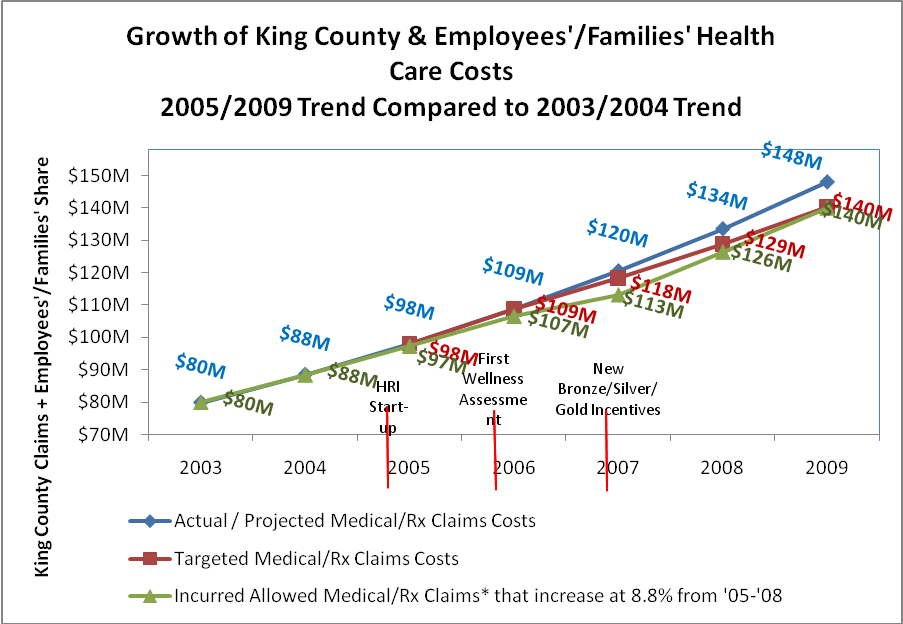 Growth of King County & Employees'/Families' Health
Care Costs
2005/2009 Trend Compared to 2003/2004 Trend
King County Claims + Employees'/Families' Share
$150M
$140M
$130M
$120M
$110M
$100M
$90M
$80M
$70M
$80M
$88M
$98M
$109M
$120M
$134M
$148M
$98M
$109M
$118M
$129M
$140M
$80M
$88M
$97M
$107M
$113M
$126M
$140M
HRI
Start-
up
First
Wellness
Assessme
nt
New
Bronze/Silver/
Gold Incentives
2003
2004
2005
2006
2007
2008
2009
Actual / Projected Medical/Rx Claims Costs
Targeted Medical/Rx Claims Costs
Incurred Allowed Medical/Rx Claims* that increase at 8.8% from '05-'08